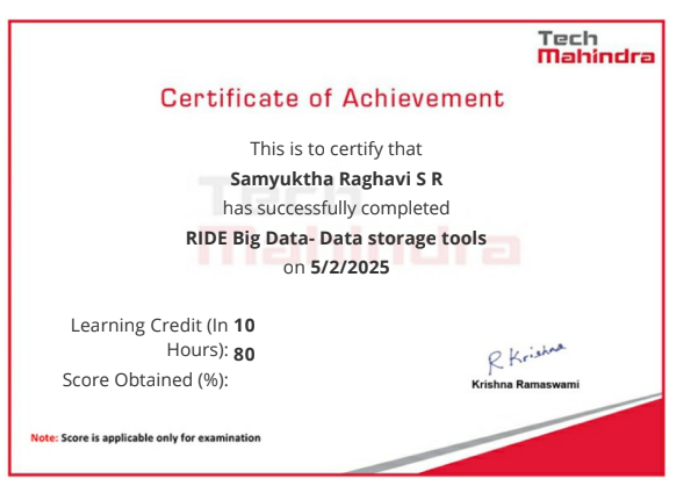 Tech
Mahindra
Certificate of Achievement
This is to certify that
Samyuktha Raghavi S R
has successfully completed
RIDE Big Data- Data storage tools
on 5/2/2025
Tech
Mahindra
Learning Credit (In 10
Hours): 80
Score Obtained (%):
R Krishna
Krishna Ramaswami
Note: Score is applicable only for examination